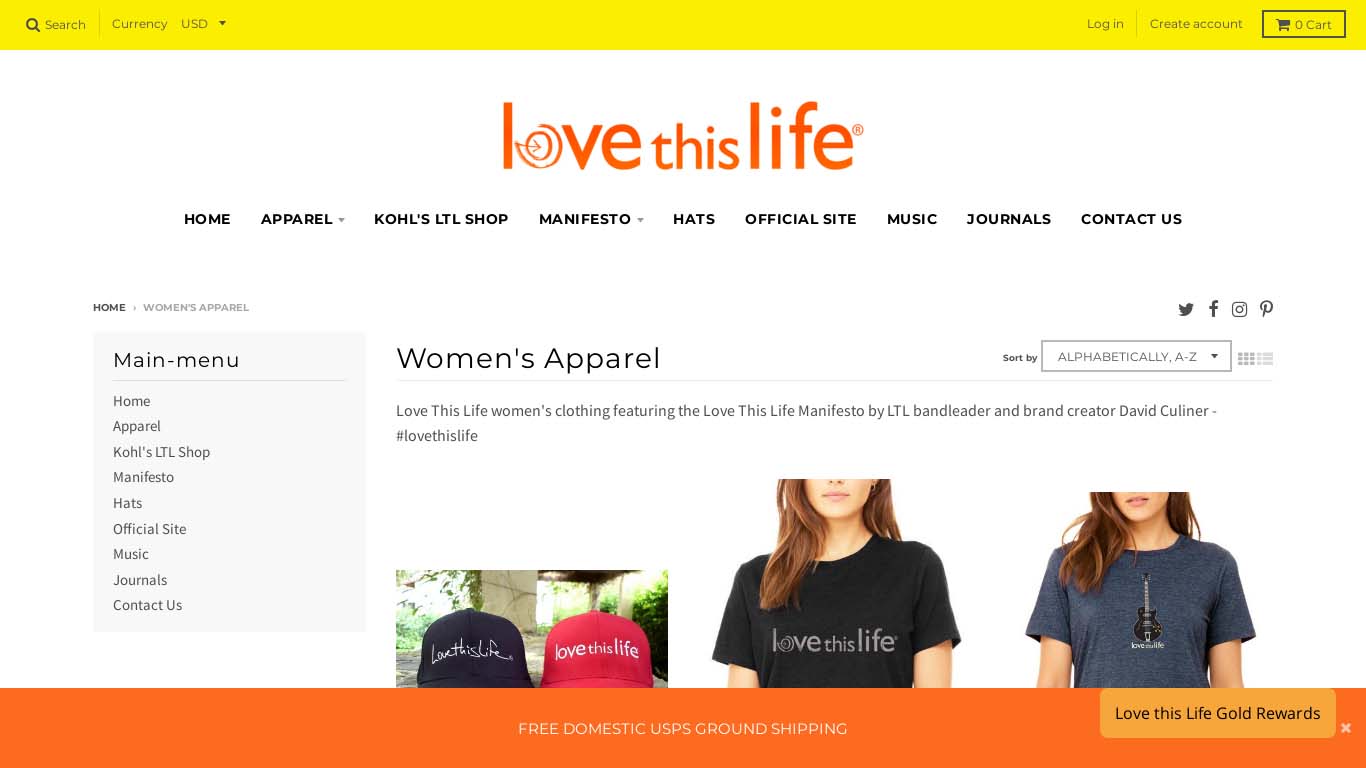 Search
Currency USD
Log in
Create account
0 Cart
love this life®
HOME
APPAREL
KOHL'S LTL SHOP
MANIFESTO
HATS
OFFICIAL SITE
MUSIC
JOURNALS
CONTACT US
HOME › WOMEN'S APPAREL
Main-menu
Home
Apparel
Kohl's LTL Shop
Manifesto
Hats
Official Site
Music
Journals
Contact Us
Women's Apparel
Sort by
ALPHABETICALLY, A-Z
Love This Life women's clothing featuring the Love This Life Manifesto by LTL bandleader and brand creator David Culiner -
#lovethislife
LoveThisLife®
love this life
love this life®
love this life
FREE DOMESTIC USPS GROUND SHIPPING
Love this Life Gold Rewards